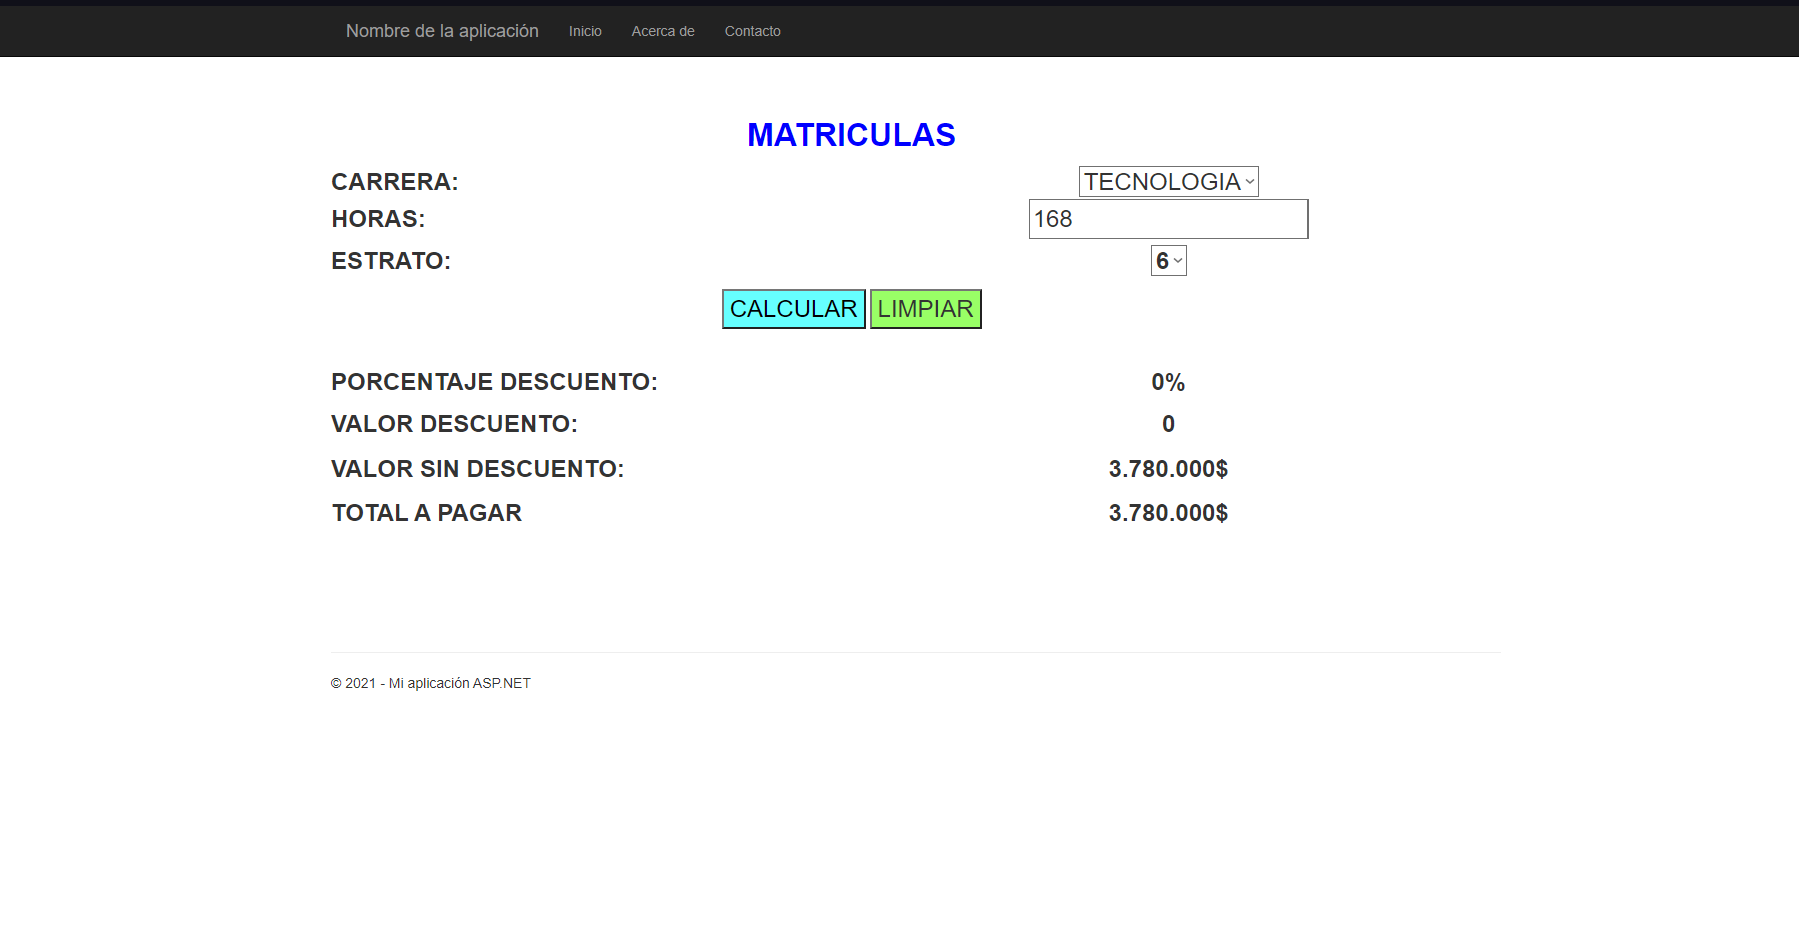 Nombre de la aplicación Inicio Acerca de Contacto
MATRICULAS
CARRERA: TECNOLOGIA
HORAS: 168
ESTRATO: 6
CALCULAR LIMPIAR
PORCENTAJE DESCUENTO: 0%
VALOR DESCUENTO: 0
VALOR SIN DESCUENTO: 3.780.000$
TOTAL A PAGAR 3.780.000$
© 2021 - Mi aplicación ASP.NET